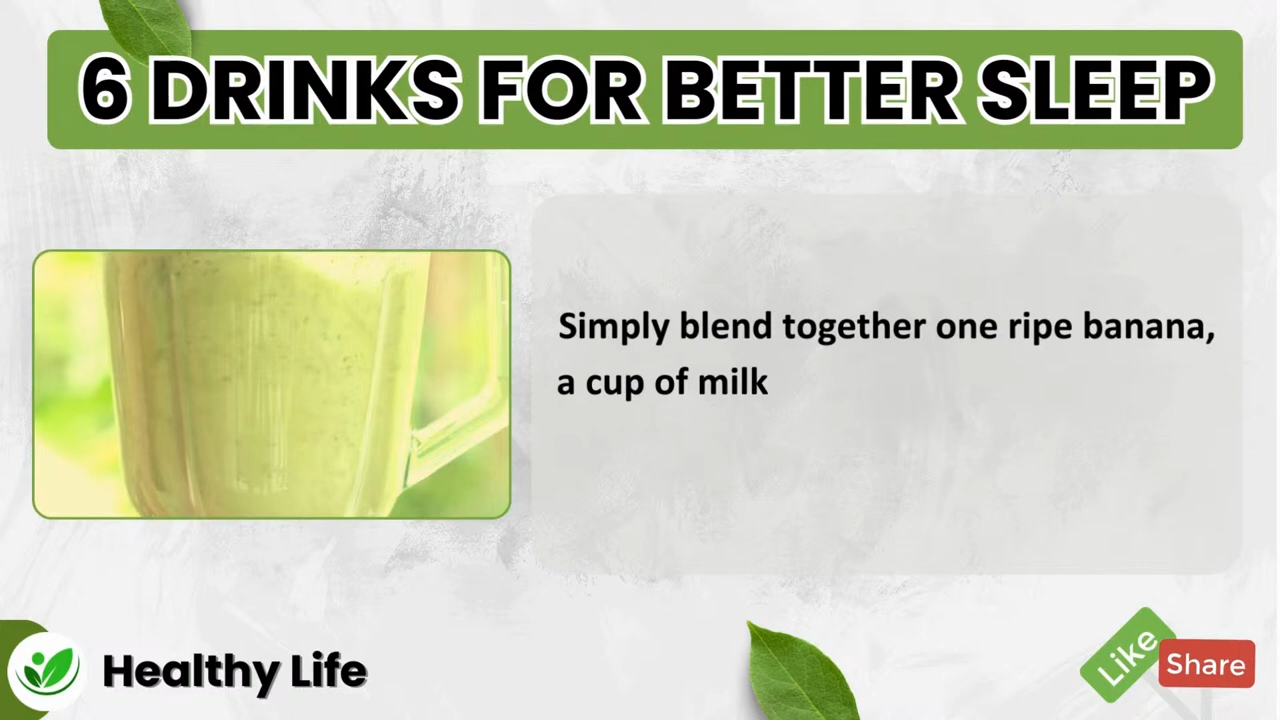 6 DRINKS FOR BETTER SLEEP
Simply blend together one ripe banana,
a cup of milk
Healthy Life
Like
Share